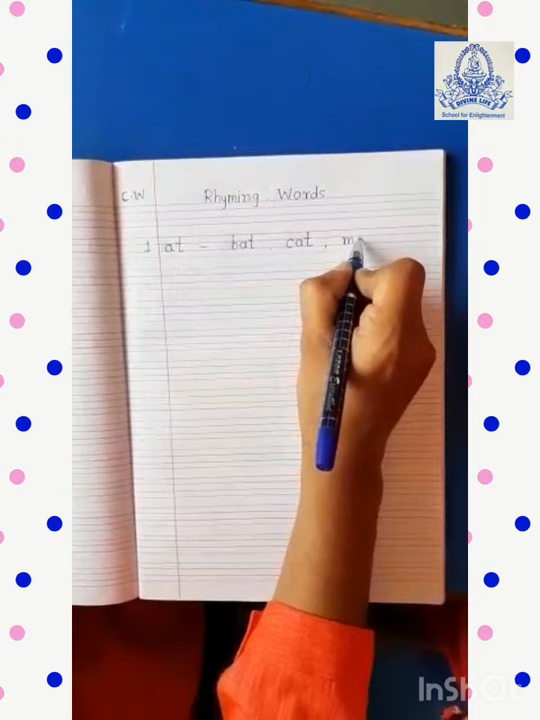 DIVINE LIFE
School for Enlightenment
C.W Rhyming Words
1 at - bat , cat , m
InShOt